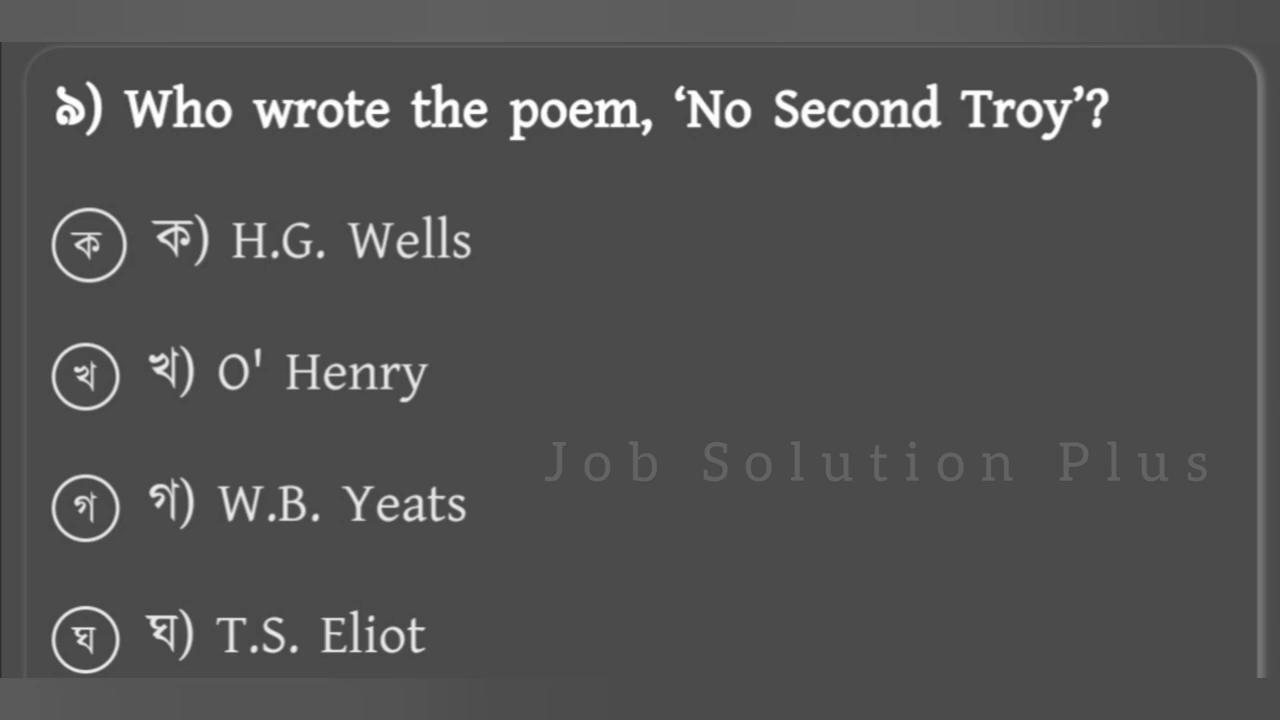 ৯) Who wrote the poem, ‘No Second Troy’?
ক ক) H.G. Wells
খ খ) O' Henry
Job Solution Plus
গ গ) W.B. Yeats
ঘ ঘ) T.S. Eliot